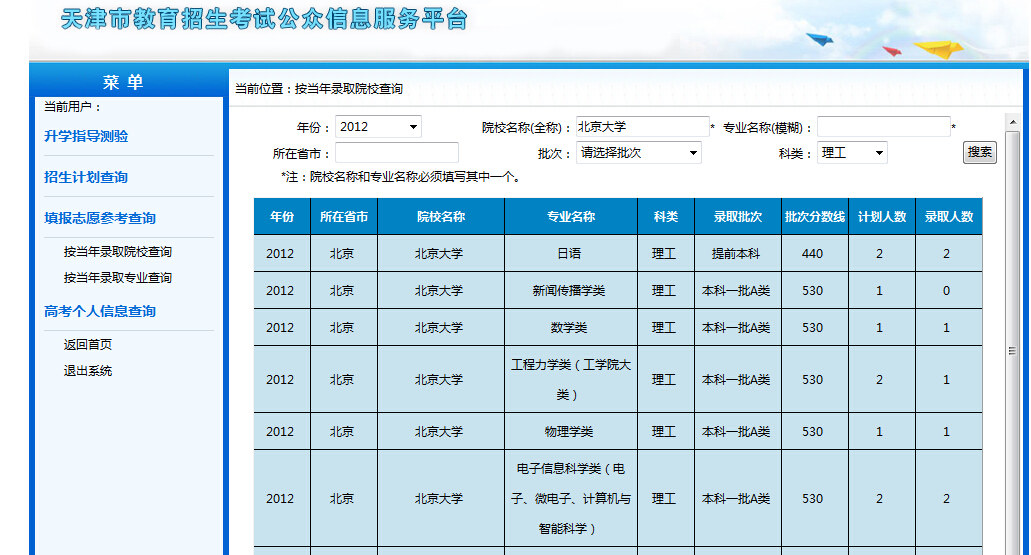 天津市教育招生考试公众信息服务平台
菜 单
当前用户：
升学指导测验
招生计划查询
填报志愿参考查询
按当年录取院校查询
按当年录取专业查询
高考个人信息查询
返回首页
退出系统
当前位置：按当年录取院校查询
年份： 2012 院校名称(全称)： 北京大学 * 专业名称(模糊)： *
所在省市： 批次： 请选择批次 科类： 理工 搜索
*注：院校名称和专业名称必须填写其中一个。
年份 所在省市 院校名称 专业名称 科类 录取批次 批次分数线 计划人数 录取人数
2012 北京 北京大学 日语 理工 提前本科 440 2 2
2012 北京 北京大学 新闻传播学类 理工 本科一批A类 530 1 0
2012 北京 北京大学 数学类 理工 本科一批A类 530 1 1
工程力学类（工学院大
2012 北京 北京大学 理工 本科一批A类 530 2 1
类）
2012 北京 北京大学 物理学类 理工 本科一批A类 530 1 1
电子信息科学类（电
2012 北京 北京大学 子、微电子、计算机与 理工 本科一批A类 530 2 2
智能科学）